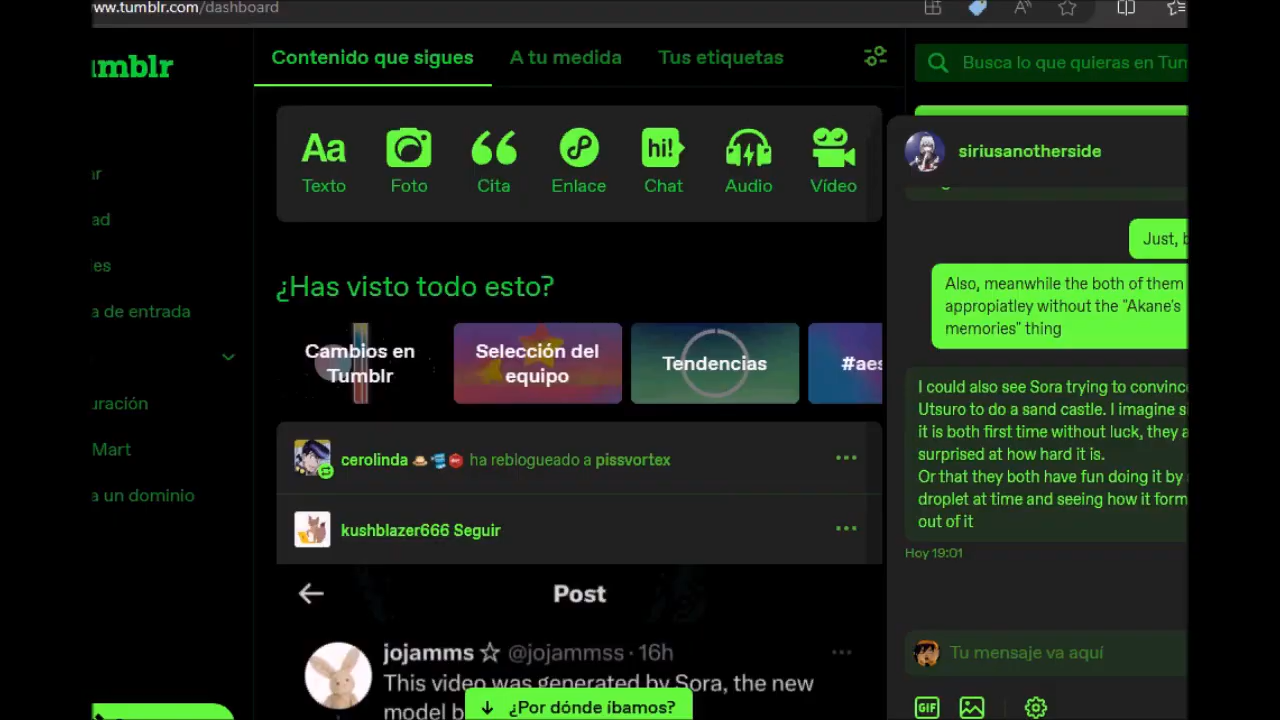 ww.tumblr.com/dashboard
umblr
Contenido que sigues
A tu medida
Tus etiquetas
Busca lo que quieras en Tum
Aa
hi!
Texto
Foto
Cita
Enlace
Chat
Audio
Vídeo
ar
ad
es
a de entrada
uración
Mart
a un dominio
¿Has visto todo esto?
Cambios en
Tumblr
Selección del
equipo
Tendencias
#aes
cerolinda ha reblogueado a pissvortex
kushblazer666 Seguir
Post
jojamms ☆ @jojammss · 16h
This video was generated by Sora, the new
model b
¿Por dónde íbamos?
siriusanotherside
Just, b
Also, meanwhile the both of them
appropiatley without the "Akane's
memories" thing
I could also see Sora trying to convinc
Utsuro to do a sand castle. I imagine s
it is both first time without luck, they a
surprised at how hard it is.
Or that they both have fun doing it by
droplet at time and seeing how it form
out of it
Hoy 19:01
Tu mensaje va aquí
GIF